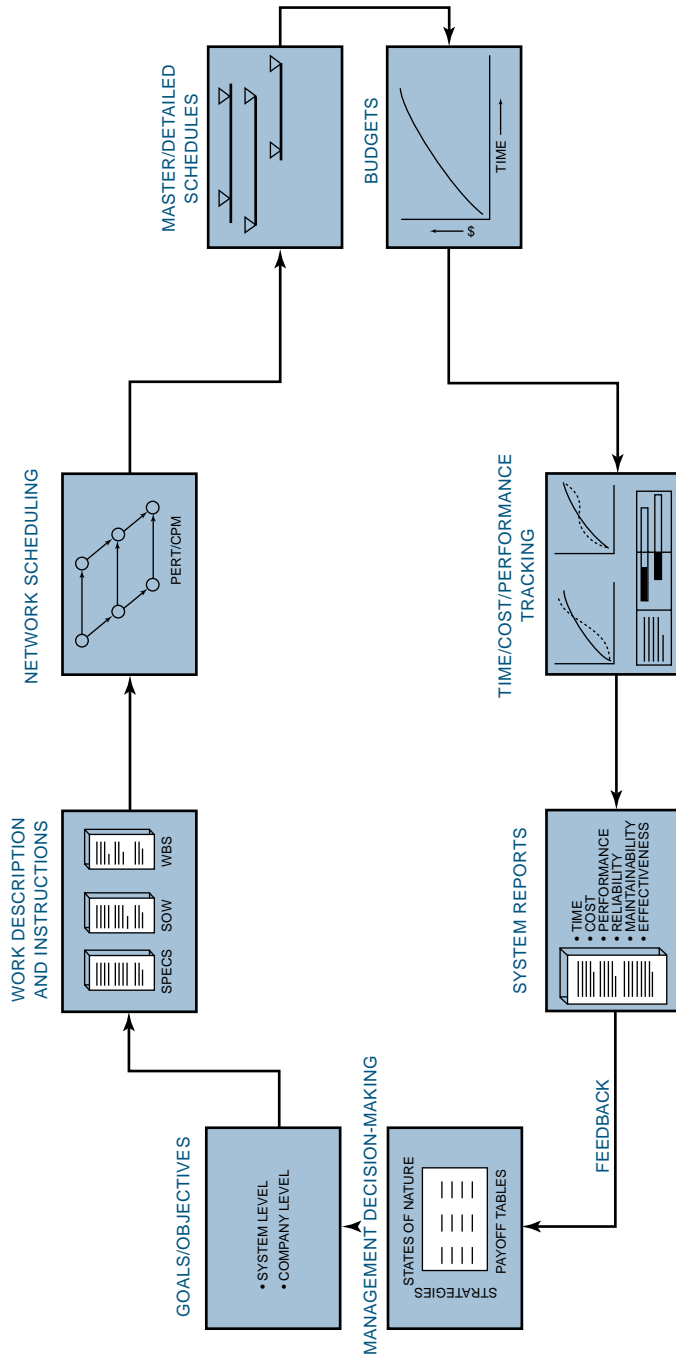 GOALS/OBJECTIVES
• SYSTEM LEVEL
• COMPANY LEVEL
WORK DESCRIPTION
AND INSTRUCTIONS
SPECS
SOW
WBS
NETWORK SCHEDULING
PERT/CPM
MASTER/DETAILED
SCHEDULES
BUDGETS
$
TIME
TIME/COST/PERFORMANCE
TRACKING
SYSTEM REPORTS
• TIME
• COST
• PERFORMANCE
• RELIABILITY
• MAINTAINABILITY
• EFFECTIVENESS
FEEDBACK
MANAGEMENT DECISION-MAKING
STATES OF NATURE
STRATEGIES
PAYOFF TABLES